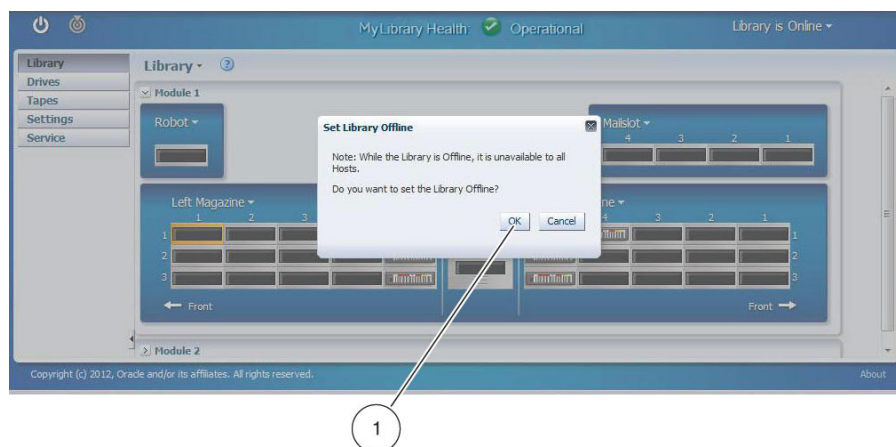 MyLibrary Health: Operational
Library is Online
Library
Drives
Tapes
Settings
Service
Library
?
Module 1
Robot
Mailslot
4 3 2 1
Set Library Offline
Note: While the Library is Offline, it is unavailable to all
Hosts.
Do you want to set the Library Offline?
OK Cancel
Left Magazine
1 2 3
1
2
3
Front
ne
4 3 2 1
1
2
3
Front
Module 2
Copyright (c) 2012, Oracle and/or its affiliates. All rights reserved.
About
1